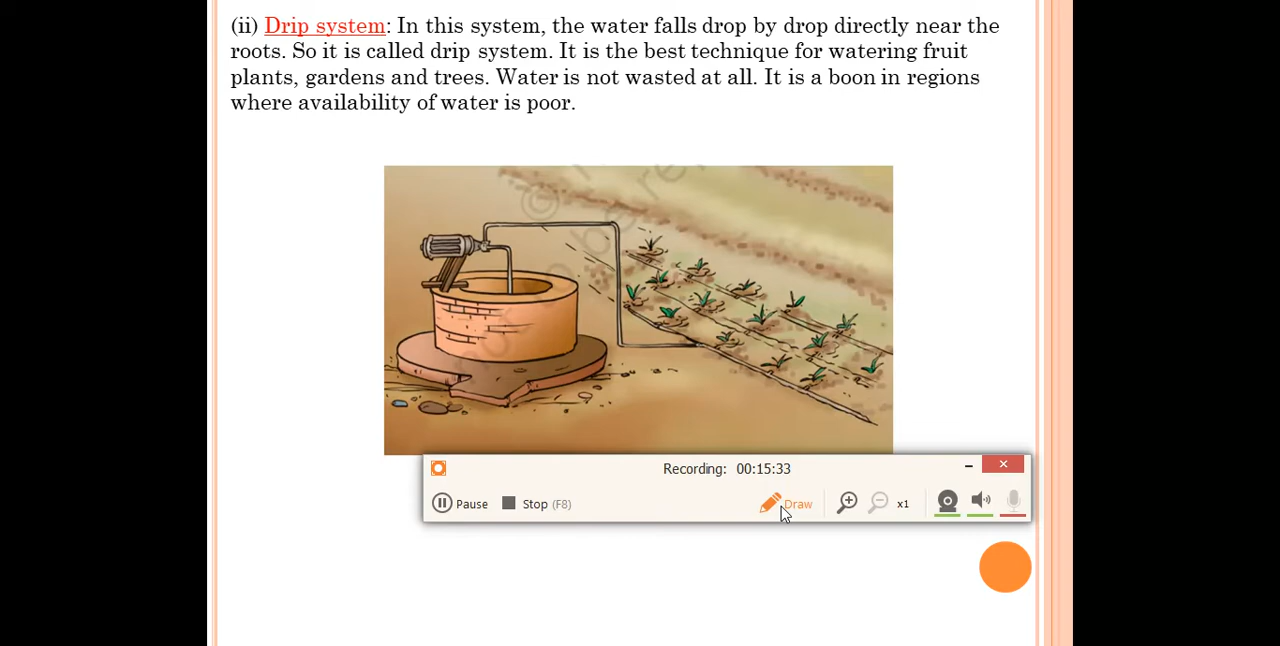 (ii) Drip system: In this system, the water falls drop by drop directly near the
roots. So it is called drip system. It is the best technique for watering fruit
plants, gardens and trees. Water is not wasted at all. It is a boon in regions
where availability of water is poor.
Recording: 00:15:33
Pause Stop (F8) Draw x1